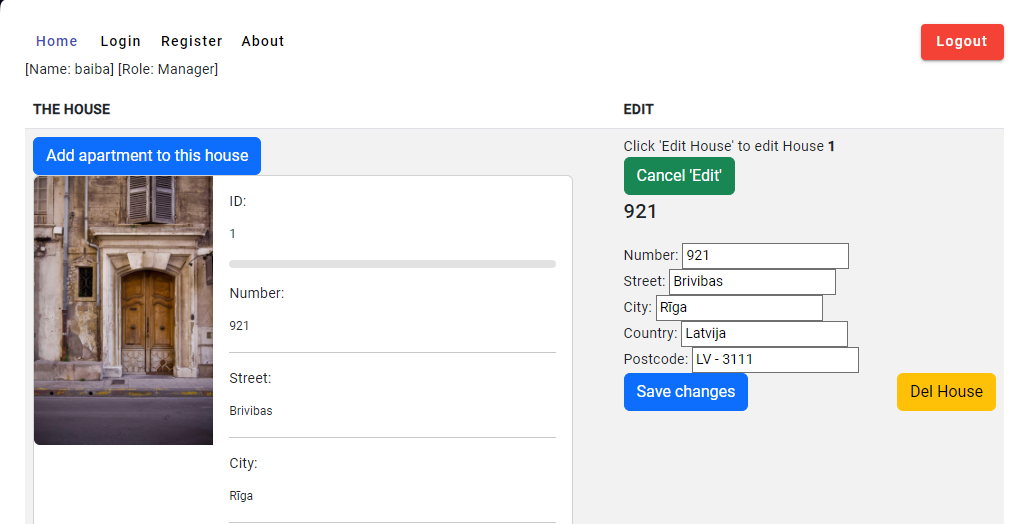 Home Login Register About Logout
[Name: baiba] [Role: Manager]
THE HOUSE
Add apartment to this house
ID:
1
Number:
921
Street:
Brivibas
City:
Rīga
EDIT
Click 'Edit House' to edit House 1
Cancel 'Edit'
921
Number: 921
Street: Brivibas
City: Rīga
Country: Latvija
Postcode: LV - 3111
Save changes Del House